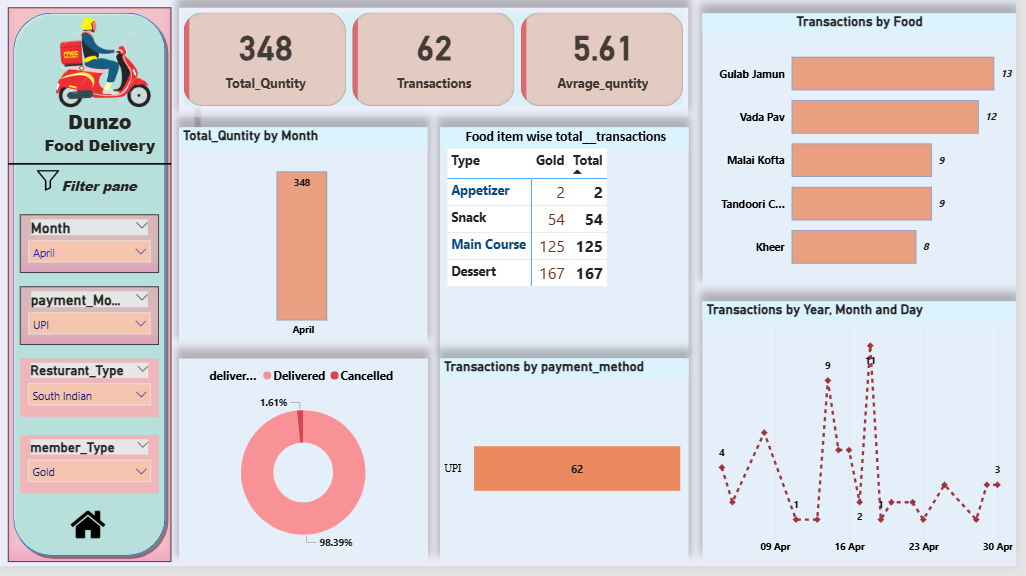 FREE
Dunzo
Food Delivery
Filter pane
Month
April
payment_Mo...
UPI
Resturant_Type
South Indian
member_Type
Gold
348
Total_Quntity
62
Transactions
5.61
Avrage_quntity
Total_Quntity by Month
348
April
Food item wise total__transactions
Type Gold Total
Appetizer 2 2
Snack 54 54
Main Course 125 125
Dessert 167 167
deliver... Delivered Cancelled
1.61%
98.39%
Transactions by payment_method
UPI 62
Transactions by Food
Gulab Jamun 13
Vada Pav 12
Malai Kofta 9
Tandoori C... 9
Kheer 8
Transactions by Year, Month and Day
11
9
4
3
1
1
2
09 Apr 16 Apr 23 Apr 30 Apr